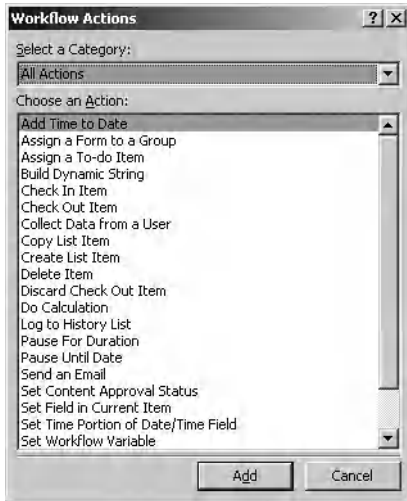 Workflow Actions
Select a Category:
All Actions
Choose an Action:
Add Time to Date
Assign a Form to a Group
Assign a To-do Item
Build Dynamic String
Check In Item
Check Out Item
Collect Data from a User
Copy List Item
Create List Item
Delete Item
Discard Check Out Item
Do Calculation
Log to History List
Pause For Duration
Pause Until Date
Send an Email
Set Content Approval Status
Set Field in Current Item
Set Time Portion of Date/Time Field
Set Workflow Variable
Add Cancel